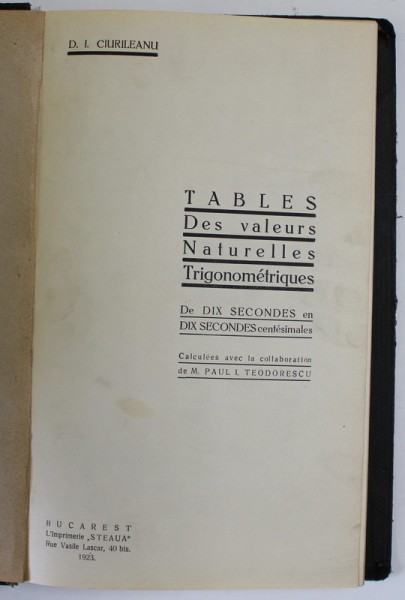 D. I. CIURILEANU
TABLES
Des valeurs
Naturelles
Trigonométriques
De DIX SECONDES en
DIX SECONDES centésimales
Calculées avec la collaboration
de M. PAUL I. TEODORESCU
BUCAREST
L'Imprimerie „STEAUA"
Rue Vasile Lascar, 40 bis.
1923.